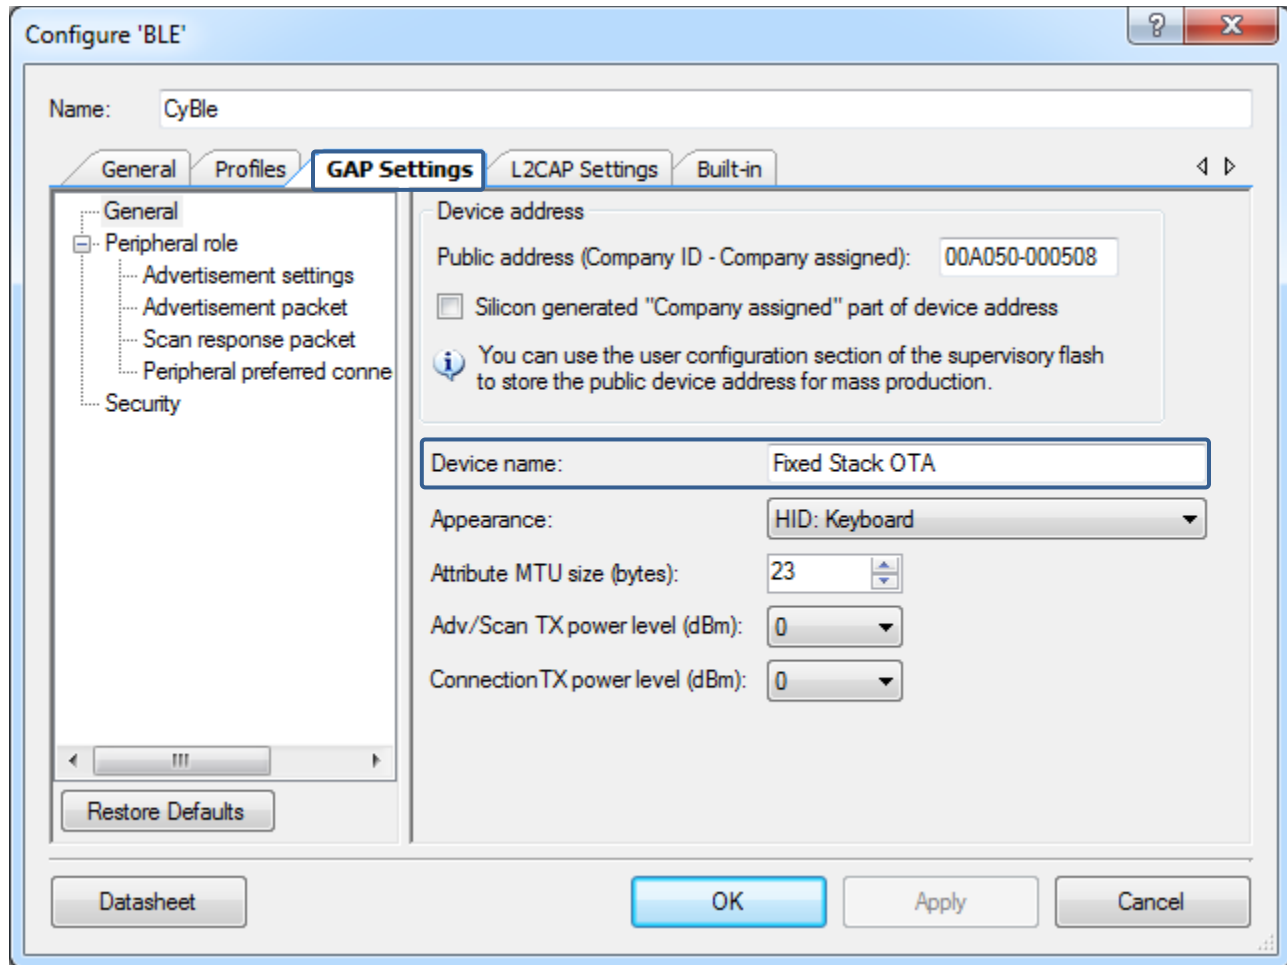 Configure 'BLE'
Name: CyBle
General Profiles GAP Settings L2CAP Settings Built-in
General
Peripheral role
Advertisement settings
Advertisement packet
Scan response packet
Peripheral preferred conne
Security
Restore Defaults
Device address
Public address (Company ID - Company assigned): 00A050-000508
Silicon generated "Company assigned" part of device address
You can use the user configuration section of the supervisory flash
to store the public device address for mass production.
Device name: Fixed Stack OTA
Appearance: HID: Keyboard
Attribute MTU size (bytes): 23
Adv/Scan TX power level (dBm): 0
ConnectionTX power level (dBm): 0
Datasheet OK Apply Cancel